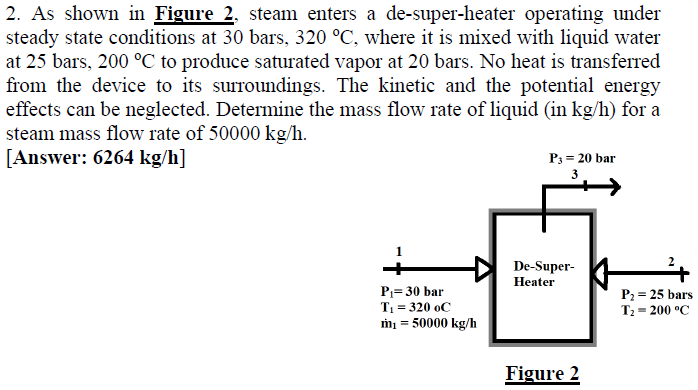 2. As shown in Figure 2, steam enters a de-super-heater operating under
steady state conditions at 30 bars, 320 ºC, where it is mixed with liquid water
at 25 bars, 200 ºC to produce saturated vapor at 20 bars. No heat is transferred
from the device to its surroundings. The kinetic and the potential energy
effects can be neglected. Determine the mass flow rate of liquid (in kg/h) for a
steam mass flow rate of 50000 kg/h.
[Answer: 6264 kg/h]
P₃ = 20 bar
3
1
P₁= 30 bar
T₁ = 320 oC
ṁ₁ = 50000 kg/h
De-Super-
Heater
2
P₂ = 25 bars
T₂ = 200 ºC
Figure 2